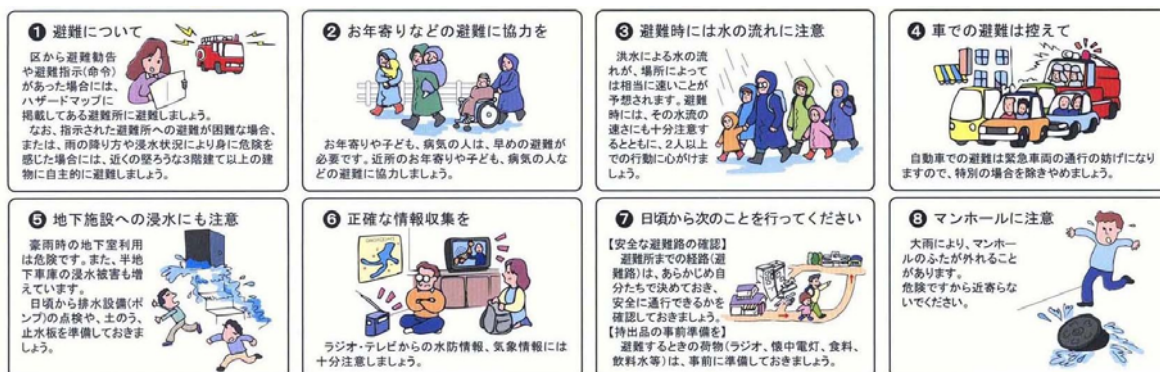 ❶ 避難について
区から避難勧告
や避難指示(命令)
があった場合には、
ハザードマップに
掲載してある避難所に避難しましょう。
なお、指示された避難所への避難が困難な場合、
または、雨の降り方や浸水状況により身に危険を
感じた場合には、近くの堅ろうな3階建て以上の建
物に自主的に避難しましょう。
❷ お年寄りなどの避難に協力を
お年寄りや子ども、病気の人は、早めの避難が
必要です。近所のお年寄りや子ども、病気の人な
どの避難に協力しましょう。
❸ 避難時には水の流れに注意
洪水による水の流
れが、場所によって
は相当に速いことが
予想されます。避難
時には、その水流の
速さにも十分注意す
るとともに、2人以上
での行動に心がけま
しょう。
❹ 車での避難は控えて
自動車での避難は緊急車両の通行の妨げになり
ますので、特別の場合を除きやめましょう。
❺ 地下施設への浸水にも注意
豪雨時の地下室利用
は危険です。また、半地
下車庫の浸水被害も増
えています。
日頃から排水設備(ポ
ンプ)の点検や、土のう、
止水板を準備しておきま
しょう。
❻ 正確な情報収集を
ラジオ・テレビからの水防情報、気象情報には
十分注意しましょう。
❼ 日頃から次のことを行ってください
【安全な避難路の確認】
避難所までの経路(避
難路)は、あらかじめ自
分たちで決めておき、
安全に通行できるかを
確認しておきましょう。
【持出品の事前準備を】
避難するときの荷物(ラジオ、懐中電灯、食料、
飲料水等)は、事前に準備しておきましょう。
❽ マンホールに注意
大雨により、マンホー
ルのふたが外れること
があります。
危険ですから近寄らな
いでください。